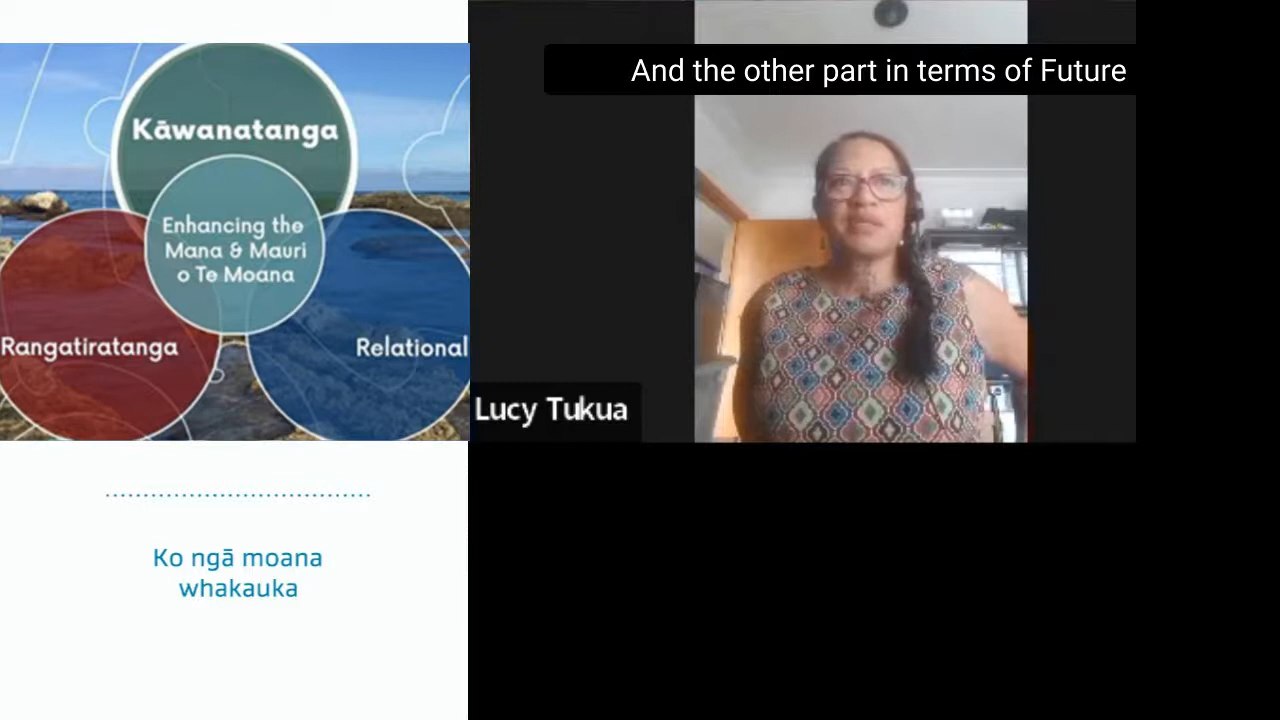 And the other part in terms of Future
Kāwanatanga
Enhancing the
Mana & Mauri
o Te Moana
Rangatiratanga
Relational
Lucy Tukua
Ko ngā moana
whakauka